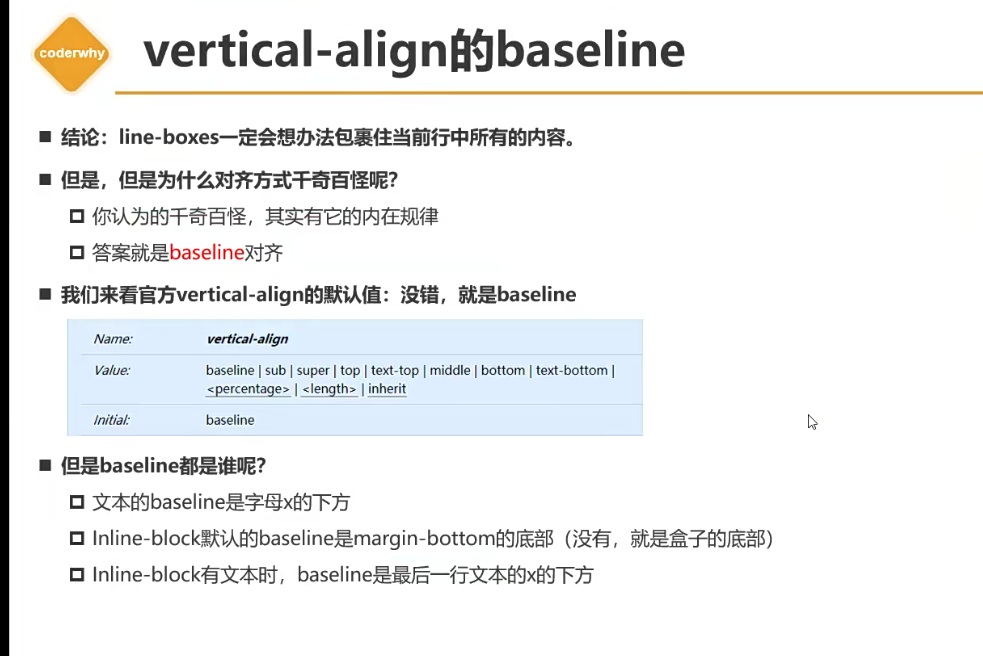 coderwhy
vertical-align的baseline
结论：line-boxes一定会想办法包裹住当前行中所有的内容。
但是，但是为什么对齐方式千奇百怪呢？
你认为的千奇百怪，其实有它的内在规律
答案就是baseline对齐
我们来看官方vertical-align的默认值：没错，就是baseline
Name: vertical-align
Value: baseline | sub | super | top | text-top | middle | bottom | text-bottom |
<percentage> | <length> | inherit
Initial: baseline
但是baseline都是谁呢？
文本的baseline是字母x的下方
Inline-block默认的baseline是margin-bottom的底部（没有，就是盒子的底部）
Inline-block有文本时，baseline是最后一行文本的x的下方